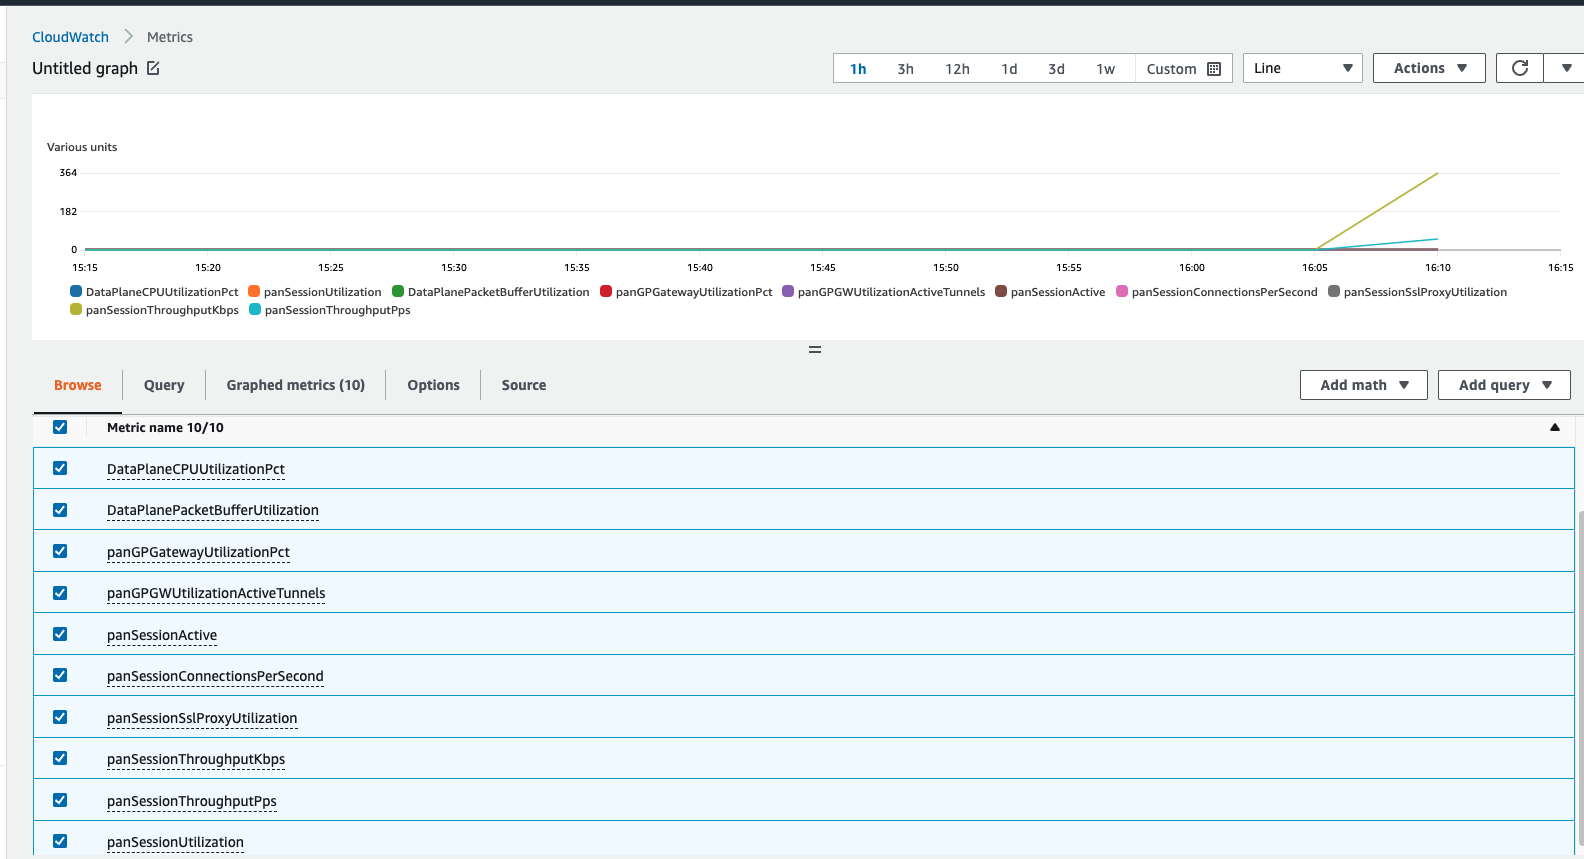 CloudWatch Metrics
Untitled graph
1h 3h 12h 1d 3d 1w Custom Line Actions
Various units
364
182
0
15:15 15:20 15:25 15:30 15:35 15:40 15:45 15:50 15:55 16:00 16:05 16:10 16:15
DataPlaneCPUUtilizationPct panSessionUtilization DataPlanePacketBufferUtilization panGPGatewayUtilizationPct panGPGWUtilizationActiveTunnels panSessionActive panSessionConnectionsPerSecond panSessionSslProxyUtilization
panSessionThroughputKbps panSessionThroughputPps
Browse Query Graphed metrics (10) Options Source Add math Add query
Metric name 10/10
DataPlaneCPUUtilizationPct
DataPlanePacketBufferUtilization
panGPGatewayUtilizationPct
panGPGWUtilizationActiveTunnels
panSessionActive
panSessionConnectionsPerSecond
panSessionSslProxyUtilization
panSessionThroughputKbps
panSessionThroughputPps
panSessionUtilization